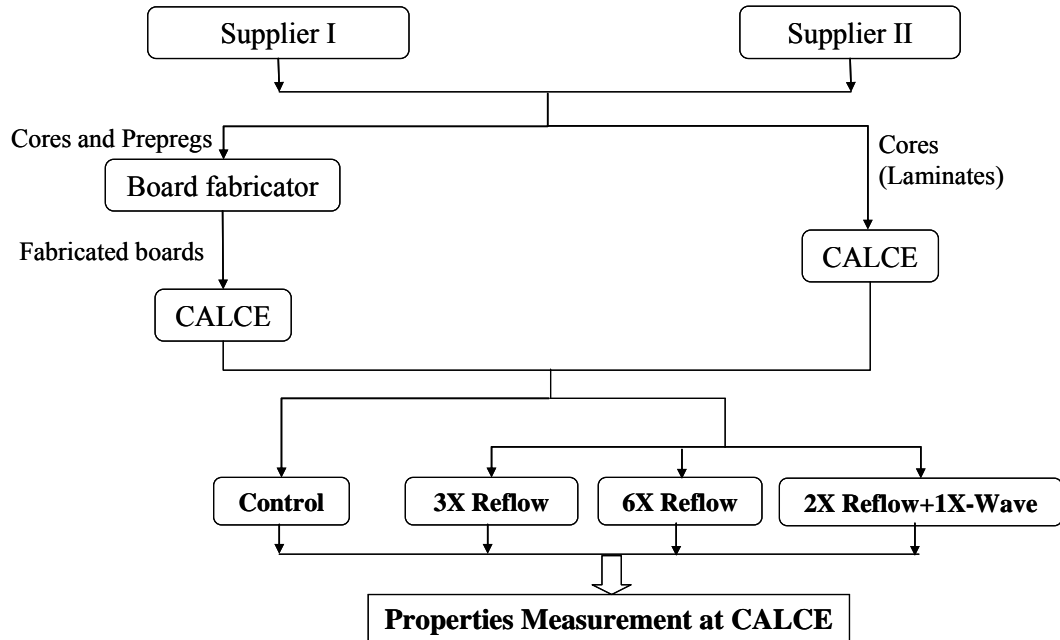 Supplier I
Supplier II
Cores and Prepregs
Cores
(Laminates)
Board fabricator
Fabricated boards
CALCE
CALCE
Control
3X Reflow
6X Reflow
2X Reflow+1X-Wave
Properties Measurement at CALCE